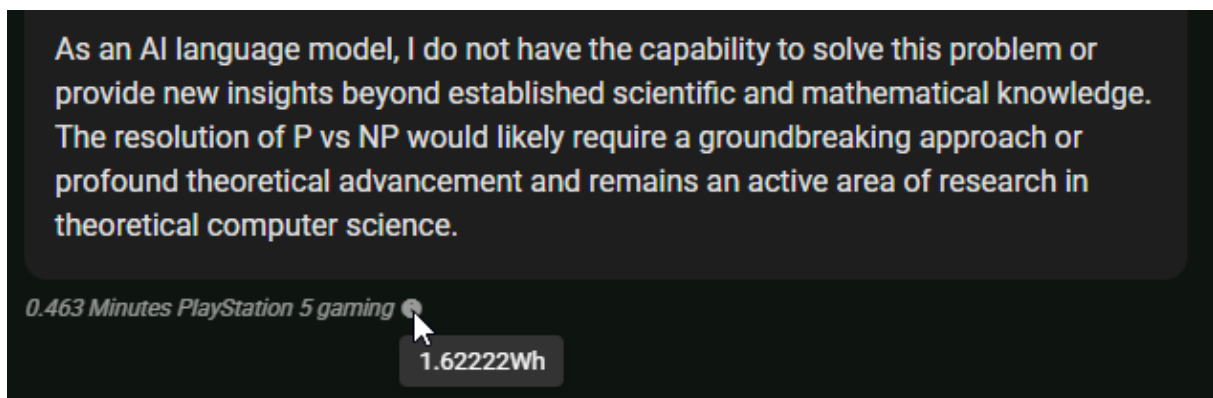 As an AI language model, I do not have the capability to solve this problem or
provide new insights beyond established scientific and mathematical knowledge.
The resolution of P vs NP would likely require a groundbreaking approach or
profound theoretical advancement and remains an active area of research in
theoretical computer science.
0.463 Minutes PlayStation 5 gaming
1.62222Wh